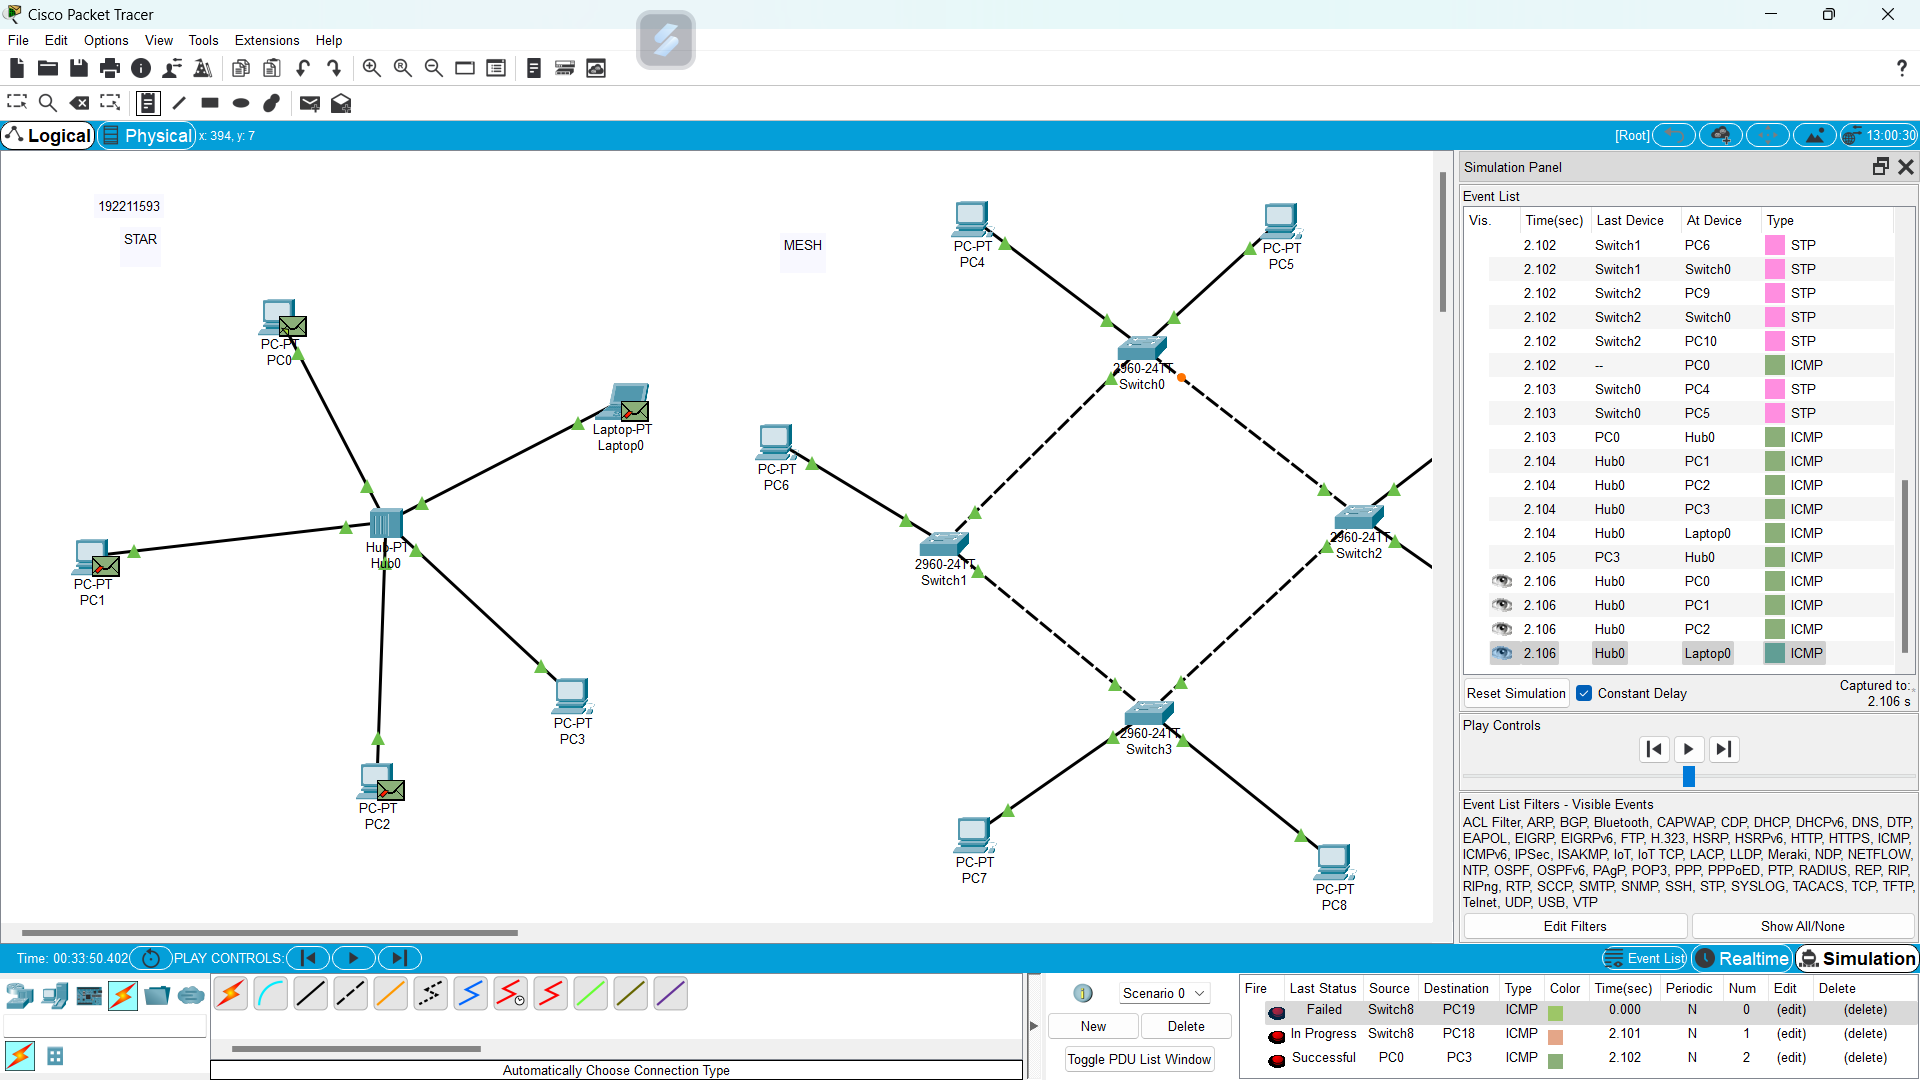 Cisco Packet Tracer
File Edit Options View Tools Extensions Help
Logical Physical x: 394, y: 7 [Root] 13:00:30
192211593
STAR
MESH
PC-PT
PC0
Laptop-PT
Laptop0
Hub-PT
Hub0
PC-PT
PC1
PC-PT
PC2
PC-PT
PC3
PC-PT
PC4
PC-PT
PC5
2960-24TT
Switch0
PC-PT
PC6
2960-24TT
Switch1
2960-24TT
Switch2
2960-24TT
Switch3
PC-PT
PC7
PC-PT
PC8
Simulation Panel
Event List
Vis. Time(sec) Last Device At Device Type
2.102 Switch1 PC6 STP
2.102 Switch1 Switch0 STP
2.102 Switch2 PC9 STP
2.102 Switch2 Switch0 STP
2.102 Switch2 PC10 STP
2.102 -- PC0 ICMP
2.103 Switch0 PC4 STP
2.103 Switch0 PC5 STP
2.103 PC0 Hub0 ICMP
2.104 Hub0 PC1 ICMP
2.104 Hub0 PC2 ICMP
2.104 Hub0 PC3 ICMP
2.104 Hub0 Laptop0 ICMP
2.105 PC3 Hub0 ICMP
2.106 Hub0 PC0 ICMP
2.106 Hub0 PC1 ICMP
2.106 Hub0 PC2 ICMP
2.106 Hub0 Laptop0 ICMP
Reset Simulation Constant Delay Captured to:
2.106 s
Play Controls
Event List Filters - Visible Events
ACL Filter, ARP, BGP, Bluetooth, CAPWAP, CDP, DHCP, DHCPv6, DNS, DTP,
EAPOL, EIGRP, EIGRPv6, FTP, H.323, HSRP, HSRPv6, HTTP, HTTPS, ICMP,
ICMPv6, IPSec, ISAKMP, IoT, IoT TCP, LACP, LLDP, Meraki, NDP, NETFLOW,
NTP, OSPF, OSPFv6, PAgP, POP3, PPP, PPPoED, PTP, RADIUS, REP, RIP,
RIPng, RTP, SCCP, SMTP, SNMP, SSH, STP, SYSLOG, TACACS, TCP, TFTP,
Telnet, UDP, USB, VTP
Edit Filters Show All/None
Time: 00:33:50.402 PLAY CONTROLS: Event List Realtime Simulation
Automatically Choose Connection Type
Scenario 0
New Delete
Toggle PDU List Window
Fire Last Status Source Destination Type Color Time(sec) Periodic Num Edit Delete
Failed Switch8 PC19 ICMP 0.000 N 0 (edit) (delete)
In Progress Switch8 PC18 ICMP 2.101 N 1 (edit) (delete)
Successful PC0 PC3 ICMP 2.102 N 2 (edit) (delete)